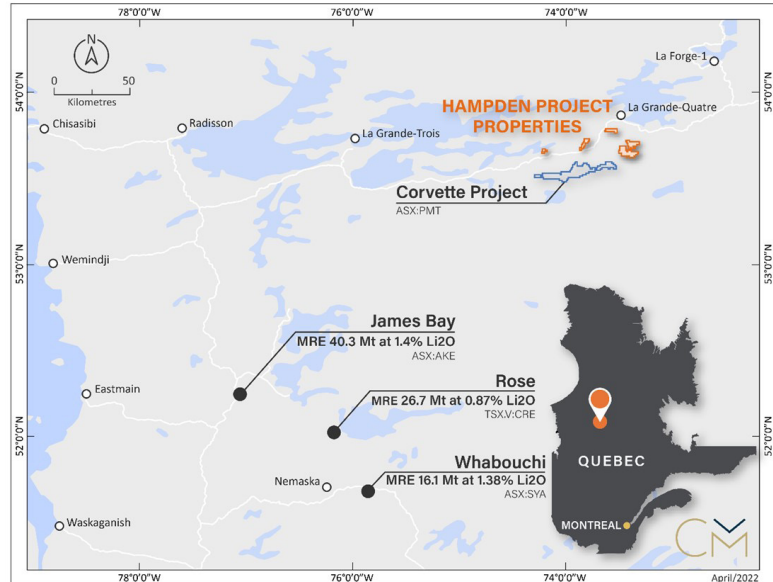 78°0'0"W
76°0'0"W
74°0'0"W
N
0
50
Kilometres
54°0'0"N
54°0'0"N
La Forge-1
La Grande-Quatre
Chisasibi
Radisson
La Grande-Trois
HAMPDEN PROJECT
PROPERTIES
Corvette Project
ASX:PMT
Wemindji
53°0'0"N
53°0'0"N
James Bay
MRE 40.3 Mt at 1.4% Li2O
ASX:AKE
Eastmain
Rose
MRE 26.7 Mt at 0.87% Li2O
TSX.V:CRE
52°0'0"N
52°0'0"N
Whabouchi
MRE 16.1 Mt at 1.38% Li2O
ASX:SYA
Nemaska
QUEBEC
Waskaganish
MONTREAL
CM
78°0'0"W
76°0'0"W
74°0'0"W
April/2022